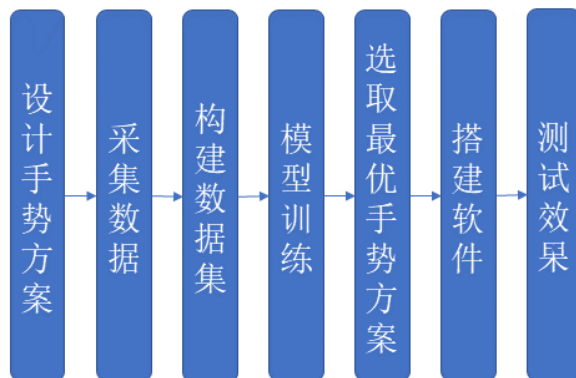 设计手势方案
采集数据
构建数据集
模型训练
选取最优手势方案
搭建软件
测试效果